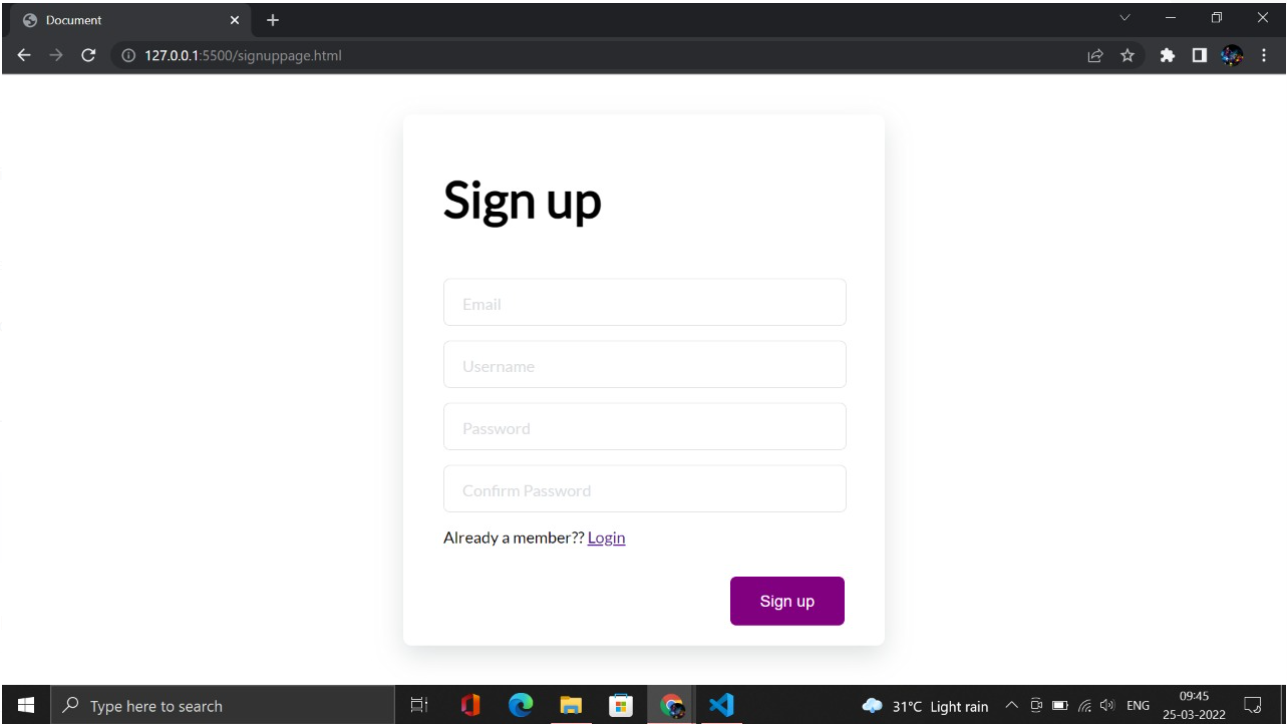 Document
127.0.0.1:5500/signuppage.html
Sign up
Email
Username
Password
Confirm Password
Already a member?? Login
Sign up
Type here to search
31°C Light rain
ENG
09:45
25-03-2022